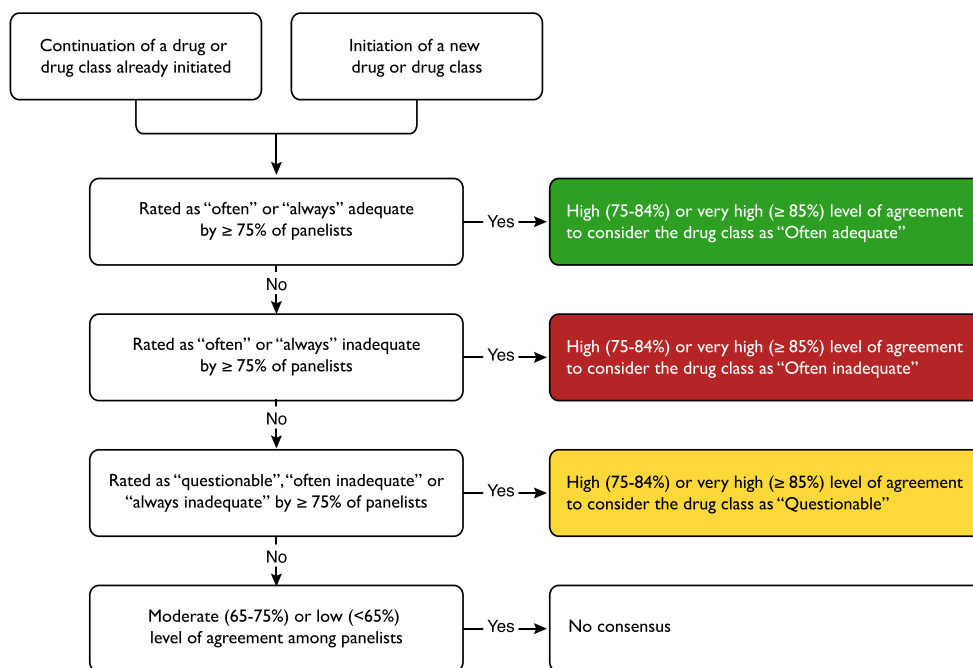 Continuation of a drug or
drug class already initiated
Initiation of a new
drug or drug class
Rated as “often” or “always” adequate
by ≥ 75% of panelists
Yes
High (75-84%) or very high (≥ 85%) level of agreement
to consider the drug class as “Often adequate”
No
Rated as “often” or “always” inadequate
by ≥ 75% of panelists
Yes
High (75-84%) or very high (≥ 85%) level of agreement
to consider the drug class as “Often inadequate”
No
Rated as “questionable”, “often inadequate” or
“always inadequate” by ≥ 75% of panelists
Yes
High (75-84%) or very high (≥ 85%) level of agreement
to consider the drug class as “Questionable”
No
Moderate (65-75%) or low (<65%)
level of agreement among panelists
Yes
No consensus